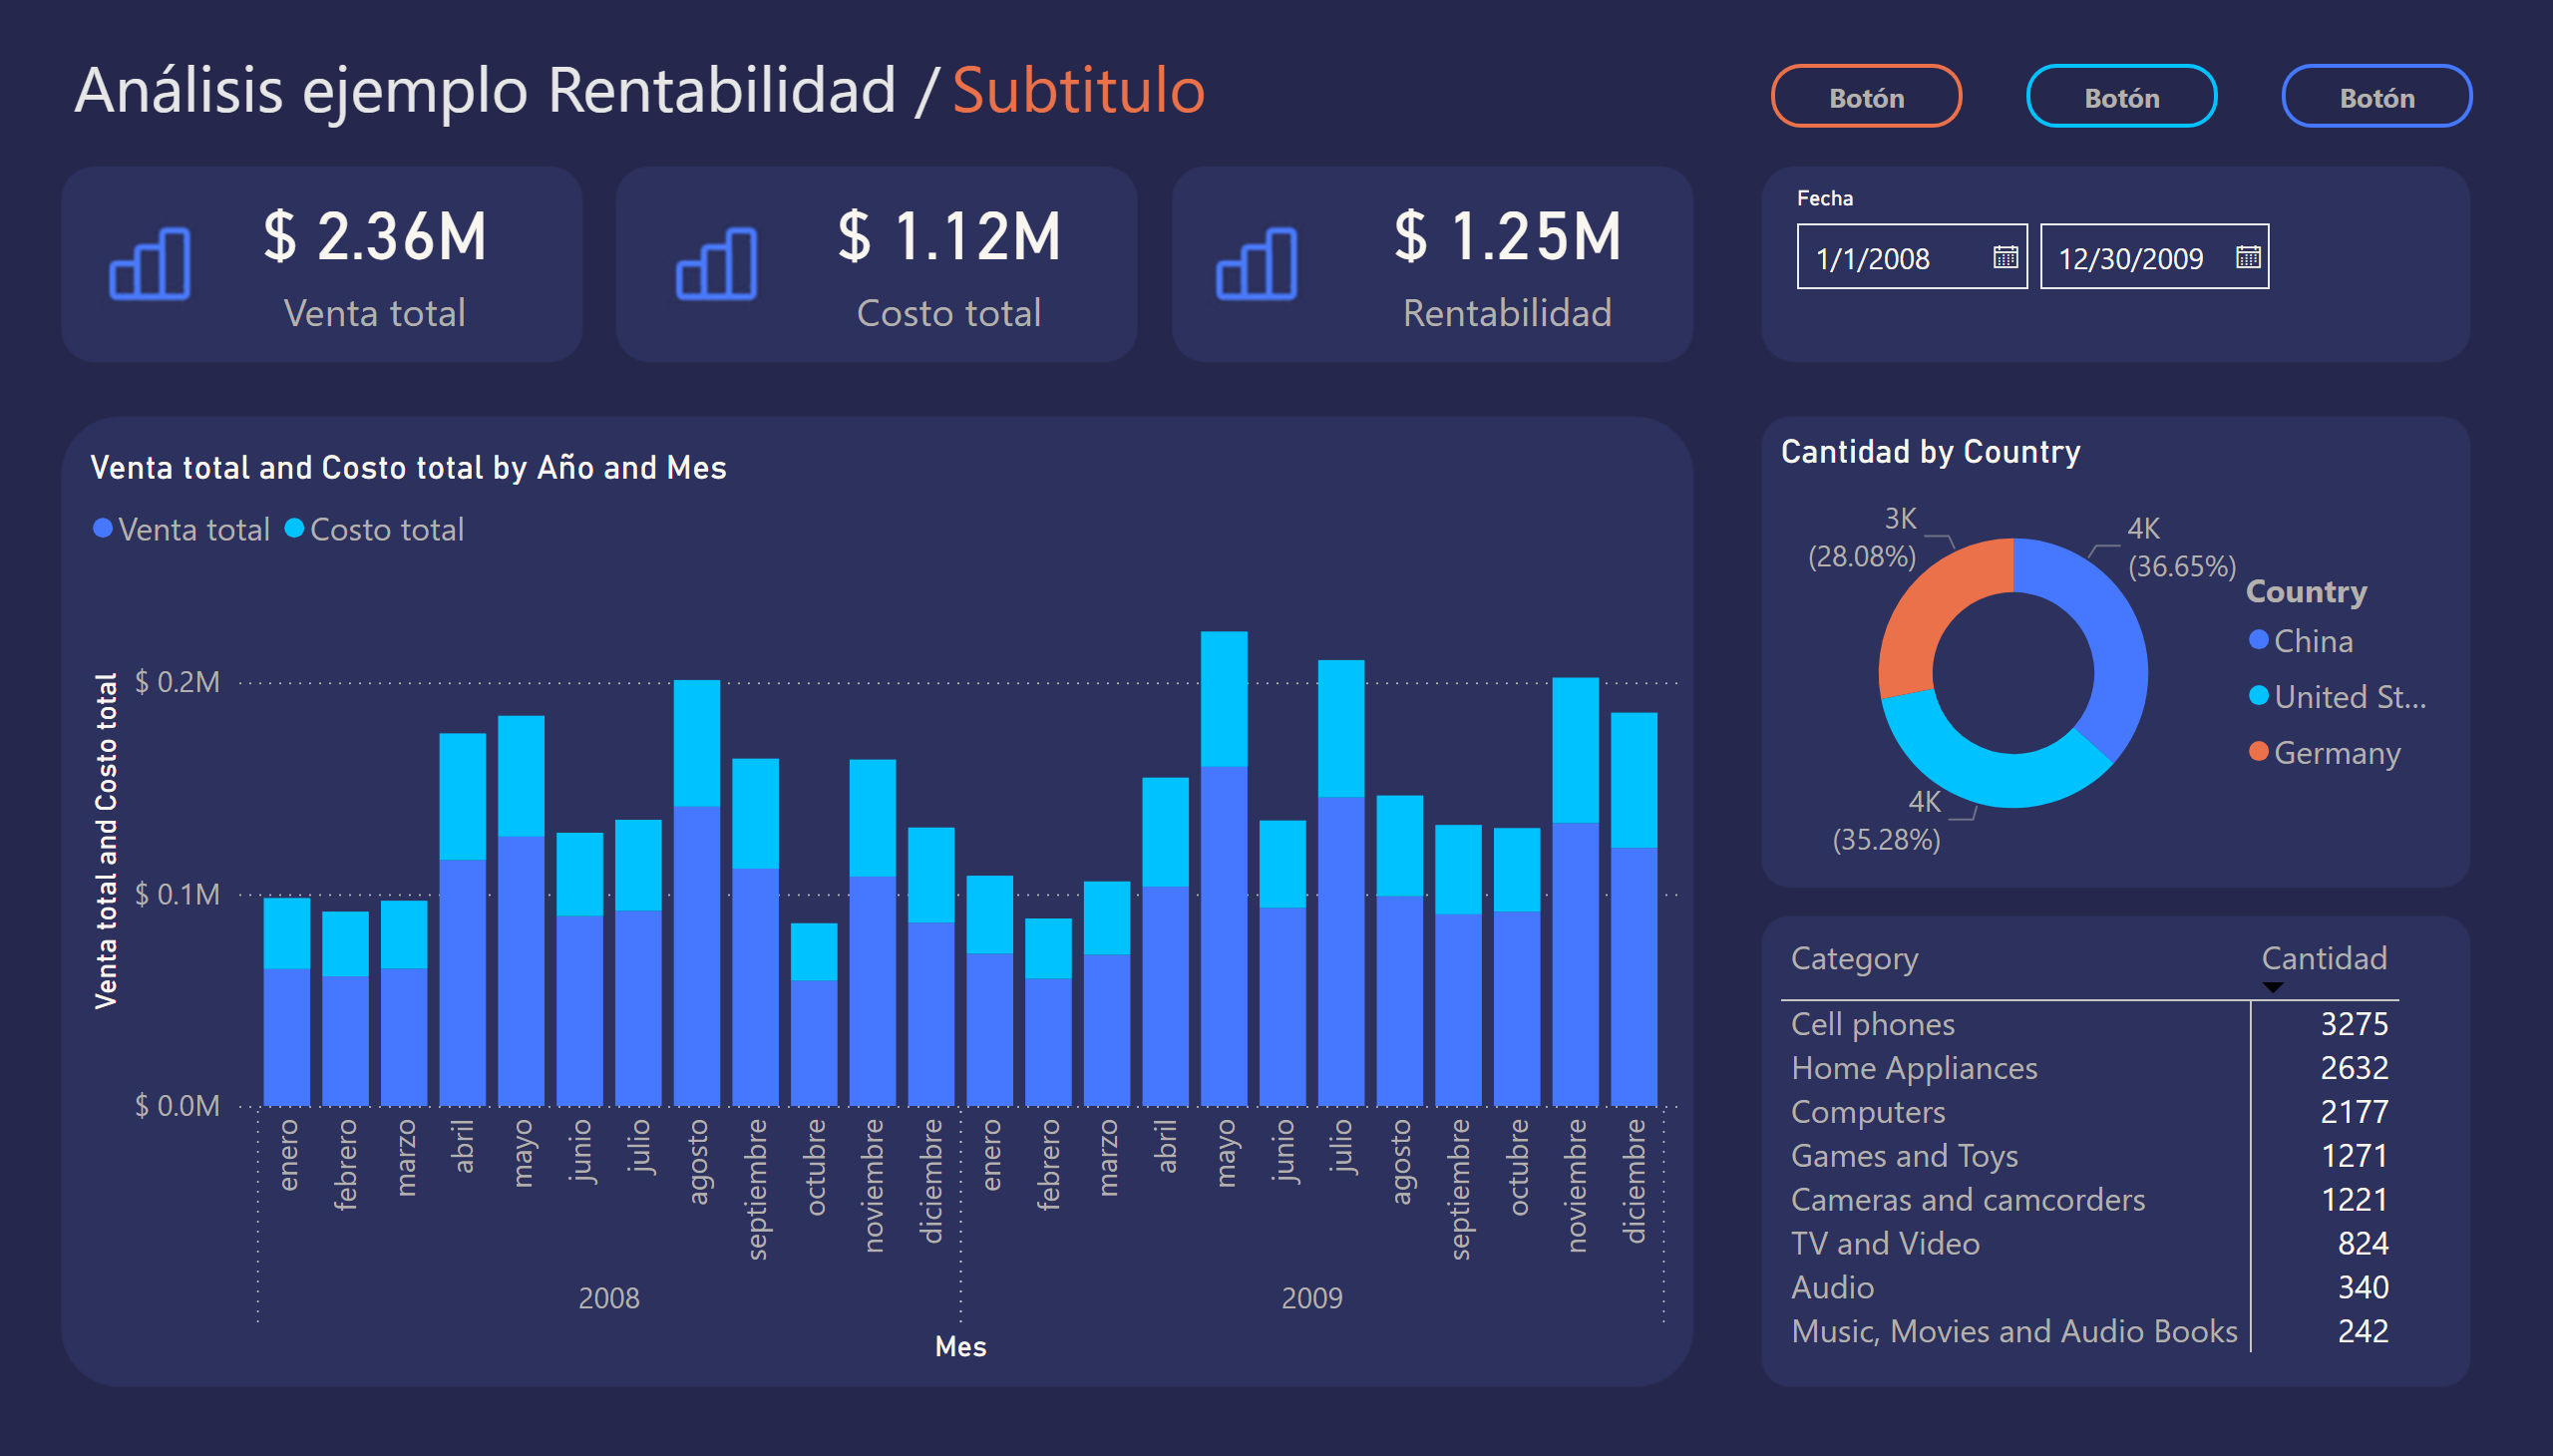 Análisis ejemplo Rentabilidad / Subtitulo
Botón
Botón
Botón
$ 2.36M
Venta total
$ 1.12M
Costo total
$ 1.25M
Rentabilidad
Fecha
1/1/2008
12/30/2009
Venta total and Costo total by Año and Mes
Venta total
Costo total
Venta total and Costo total
$ 0.2M
$ 0.1M
$ 0.0M
enero
febrero
marzo
abril
mayo
junio
julio
agosto
septiembre
octubre
noviembre
diciembre
enero
febrero
marzo
abril
mayo
junio
julio
agosto
septiembre
octubre
noviembre
diciembre
2008
2009
Mes
Cantidad by Country
3K
(28.08%)
4K
(36.65%)
4K
(35.28%)
Country
China
United St...
Germany
Category Cantidad
Cell phones 3275
Home Appliances 2632
Computers 2177
Games and Toys 1271
Cameras and camcorders 1221
TV and Video 824
Audio 340
Music, Movies and Audio Books 242